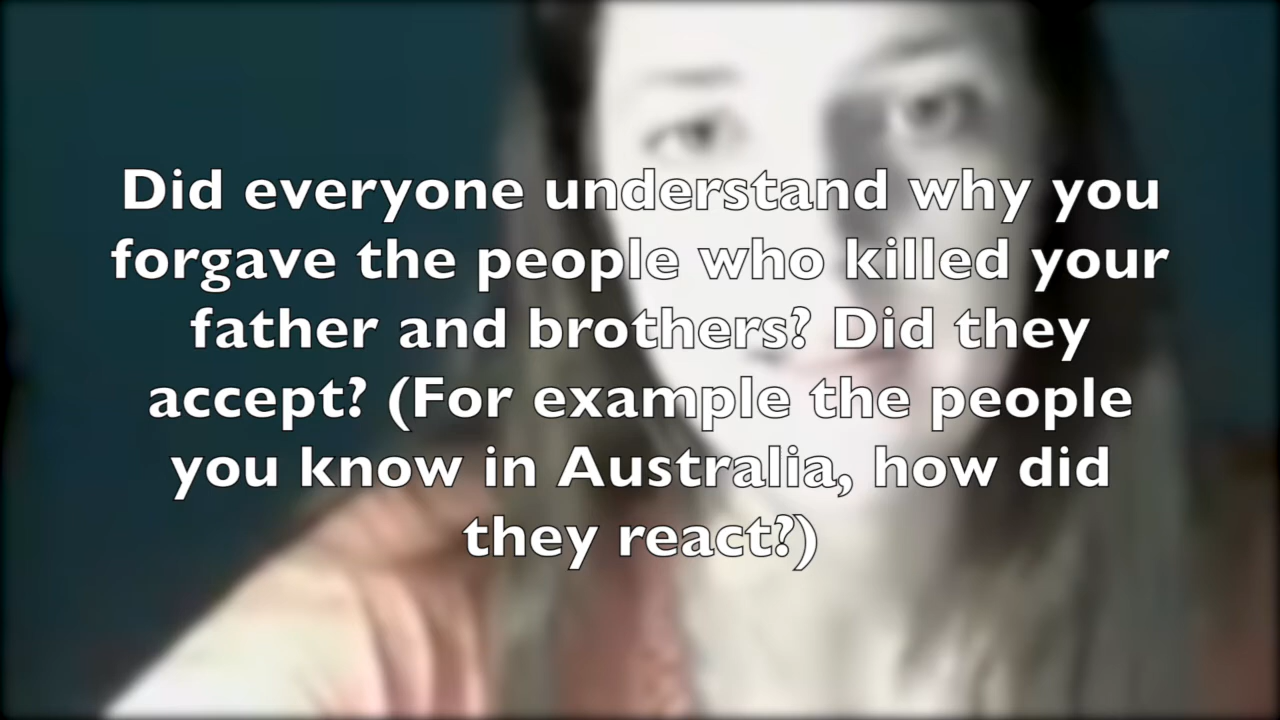 Did everyone understand why you
forgave the people who killed your
father and brothers? Did they
accept? (For example the people
you know in Australia, how did
they react?)